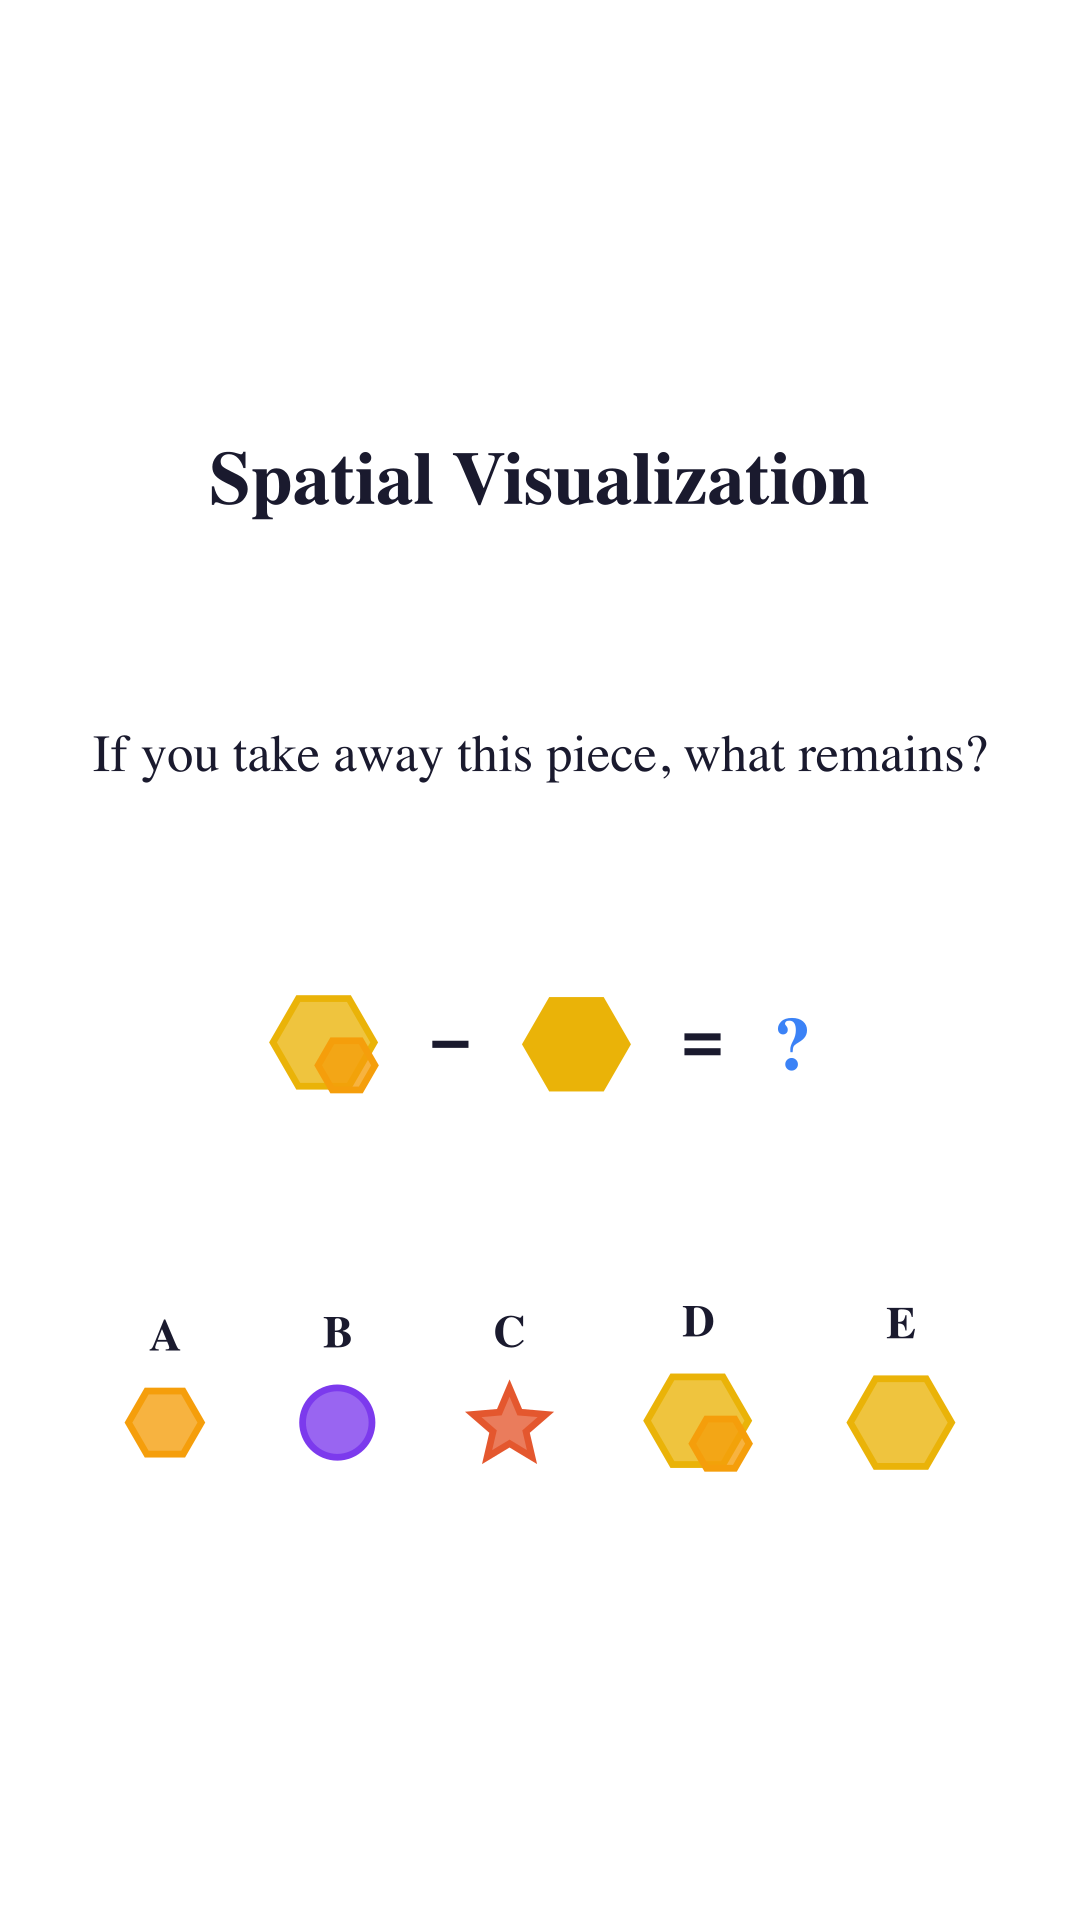 Spatial Visualization
If you take away this piece, what remains?
− = ?
A B C D E